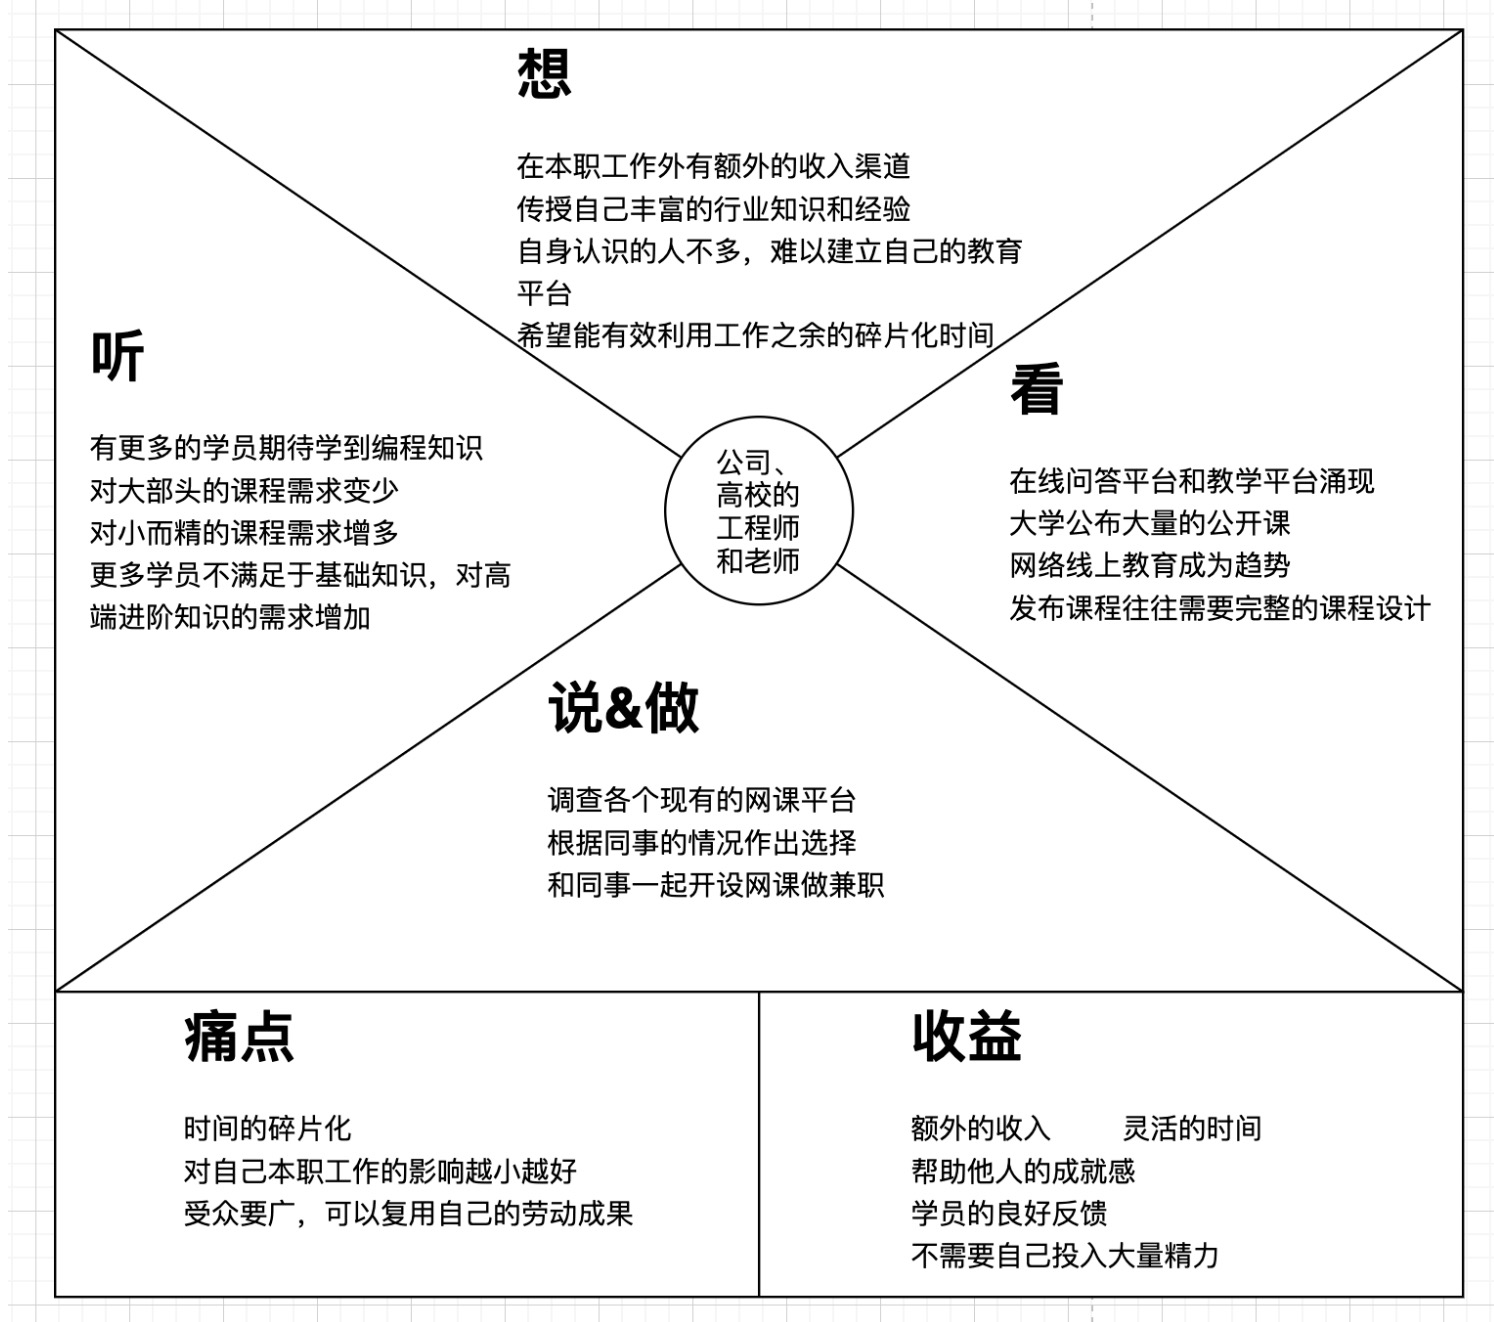 想
在本职工作外有额外的收入渠道
传授自己丰富的行业知识和经验
自身认识的人不多，难以建立自己的教育
平台
希望能有效利用工作之余的碎片化时间
听
有更多的学员期待学到编程知识
对大部头的课程需求变少
对小而精的课程需求增多
更多学员不满足于基础知识，对高
端进阶知识的需求增加
公司、
高校的
工程师
和老师
看
在线问答平台和教学平台涌现
大学公布大量的公开课
网络线上教育成为趋势
发布课程往往需要完整的课程设计
说&做
调查各个现有的网课平台
根据同事的情况作出选择
和同事一起开设网课做兼职
痛点
时间的碎片化
对自己本职工作的影响越小越好
受众要广，可以复用自己的劳动成果
收益
额外的收入 灵活的时间
帮助他人的成就感
学员的良好反馈
不需要自己投入大量精力